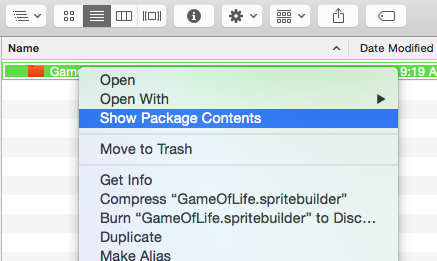 Name Date Modified
Game 9:19 A
Open
Open With
Show Package Contents
Move to Trash
Get Info
Compress “GameOfLife.spritebuilder”
Burn “GameOfLife.spritebuilder” to Disc…
Duplicate
Make Alias